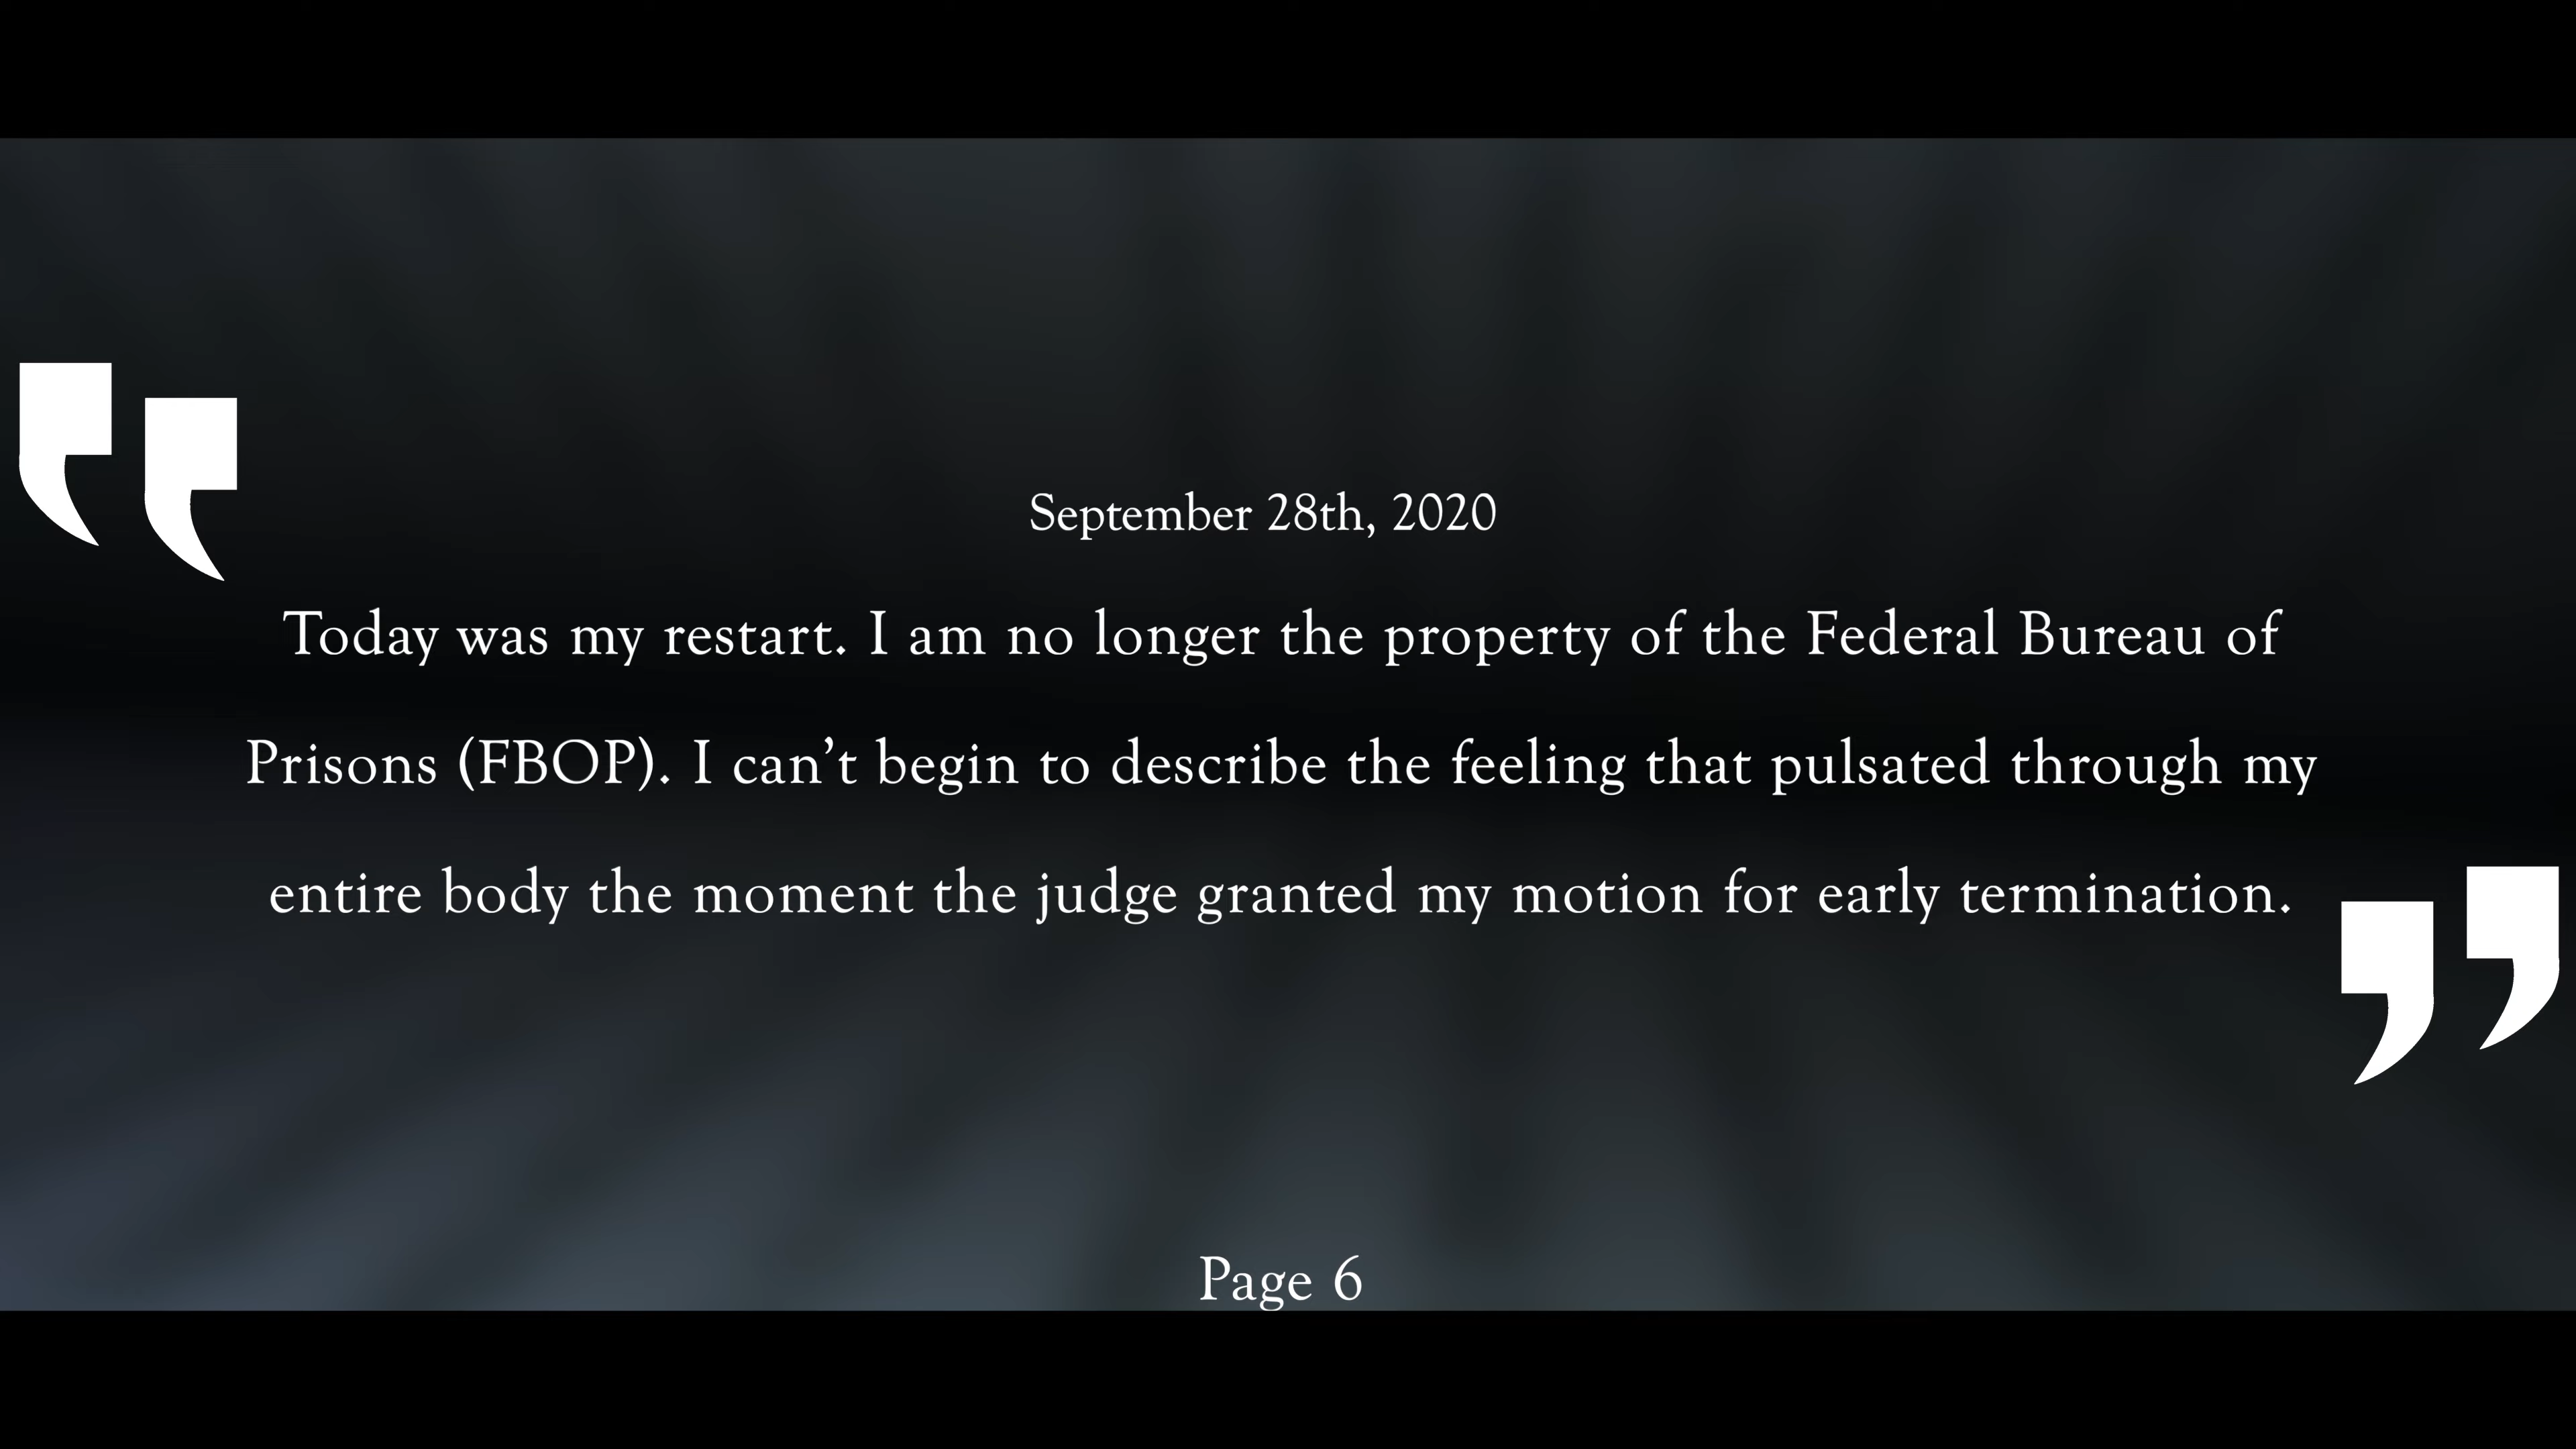 September 28th, 2020
Today was my restart. I am no longer the property of the Federal Bureau of
Prisons (FBOP). I can’t begin to describe the feeling that pulsated through my
entire body the moment the judge granted my motion for early termination.
Page 6